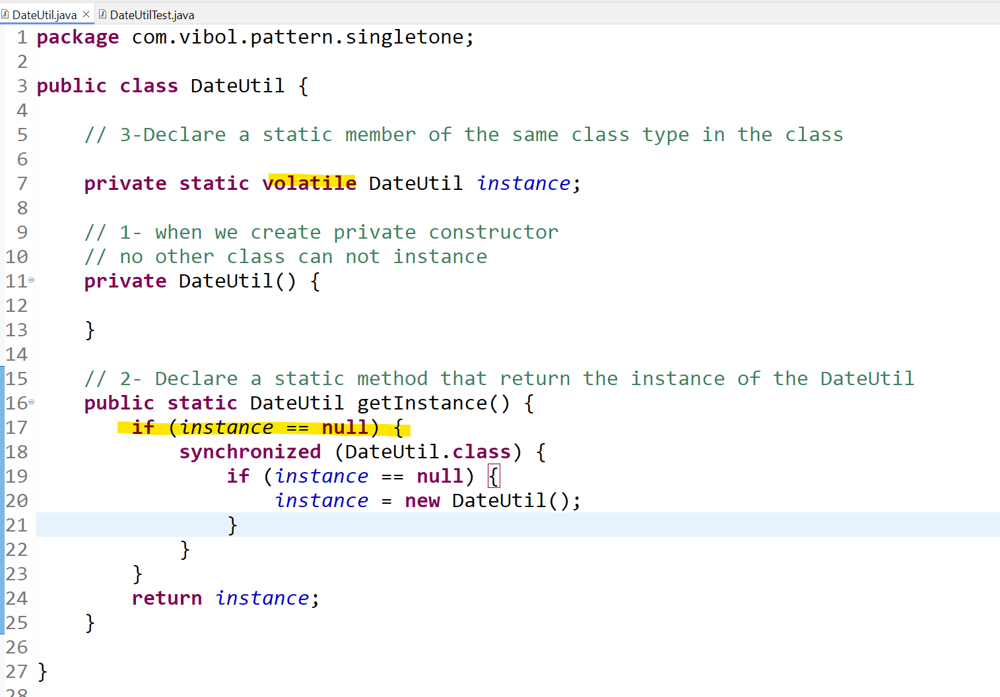 DateUtil.java × DateUtilTest.java
1 package com.vibol.pattern.singletone;
2
3 public class DateUtil {
4
5 // 3-Declare a static member of the same class type in the class
6
7 private static volatile DateUtil instance;
8
9 // 1- when we create private constructor
10 // no other class can not instance
11 private DateUtil() {
12
13 }
14
15 // 2- Declare a static method that return the instance of the DateUtil
16 public static DateUtil getInstance() {
17 if (instance == null) {
18 synchronized (DateUtil.class) {
19 if (instance == null) {
20 instance = new DateUtil();
21 }
22 }
23 }
24 return instance;
25 }
26
27 }
28